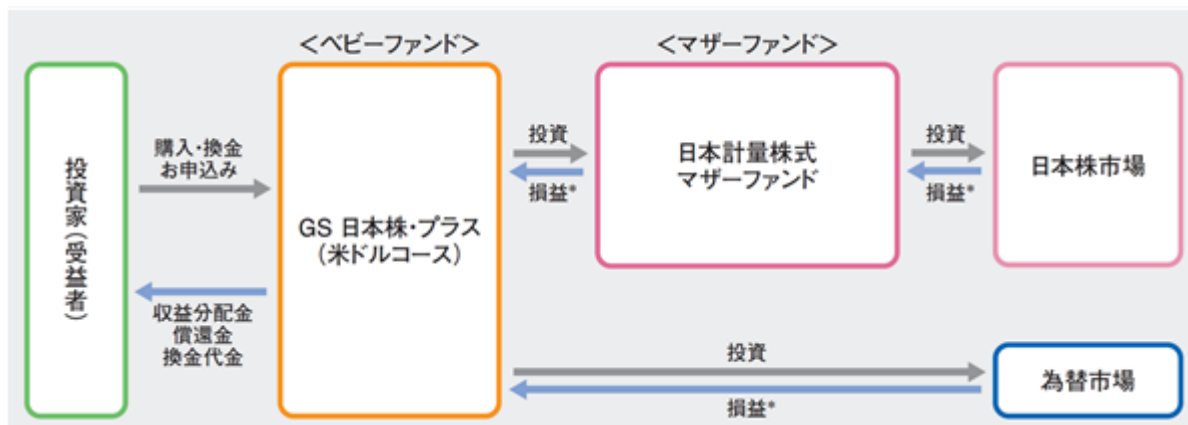 ＜ベビーファンド＞
＜マザーファンド＞
投資家（受益者）
購入・換金
お申込み
収益分配金
償還金
換金代金
GS 日本株・プラス
（米ドルコース）
投資
損益*
日本計量株式
マザーファンド
投資
損益*
日本株市場
投資
損益*
為替市場